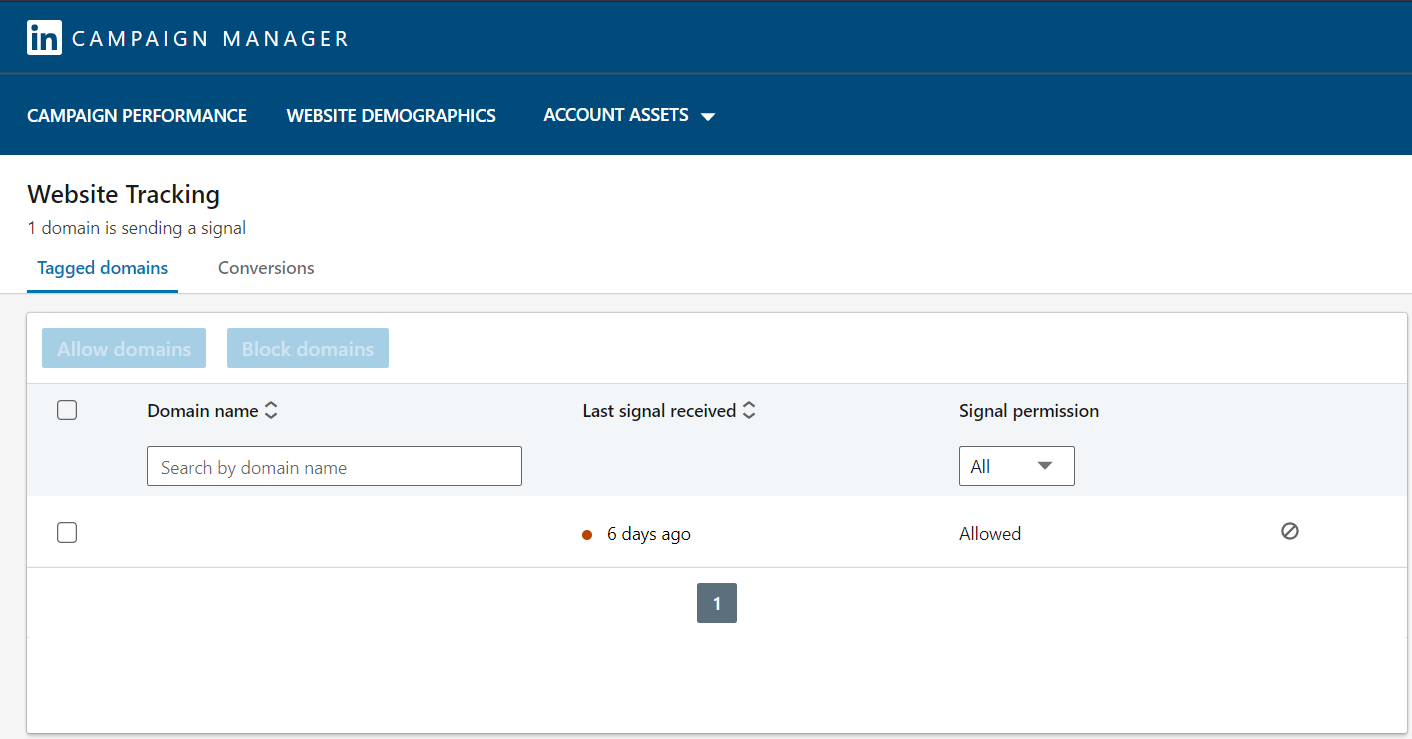 in CAMPAIGN MANAGER
CAMPAIGN PERFORMANCE WEBSITE DEMOGRAPHICS ACCOUNT ASSETS
Website Tracking
1 domain is sending a signal
Tagged domains Conversions
Allow domains Block domains
Domain name Last signal received Signal permission
Search by domain name All
6 days ago Allowed
1